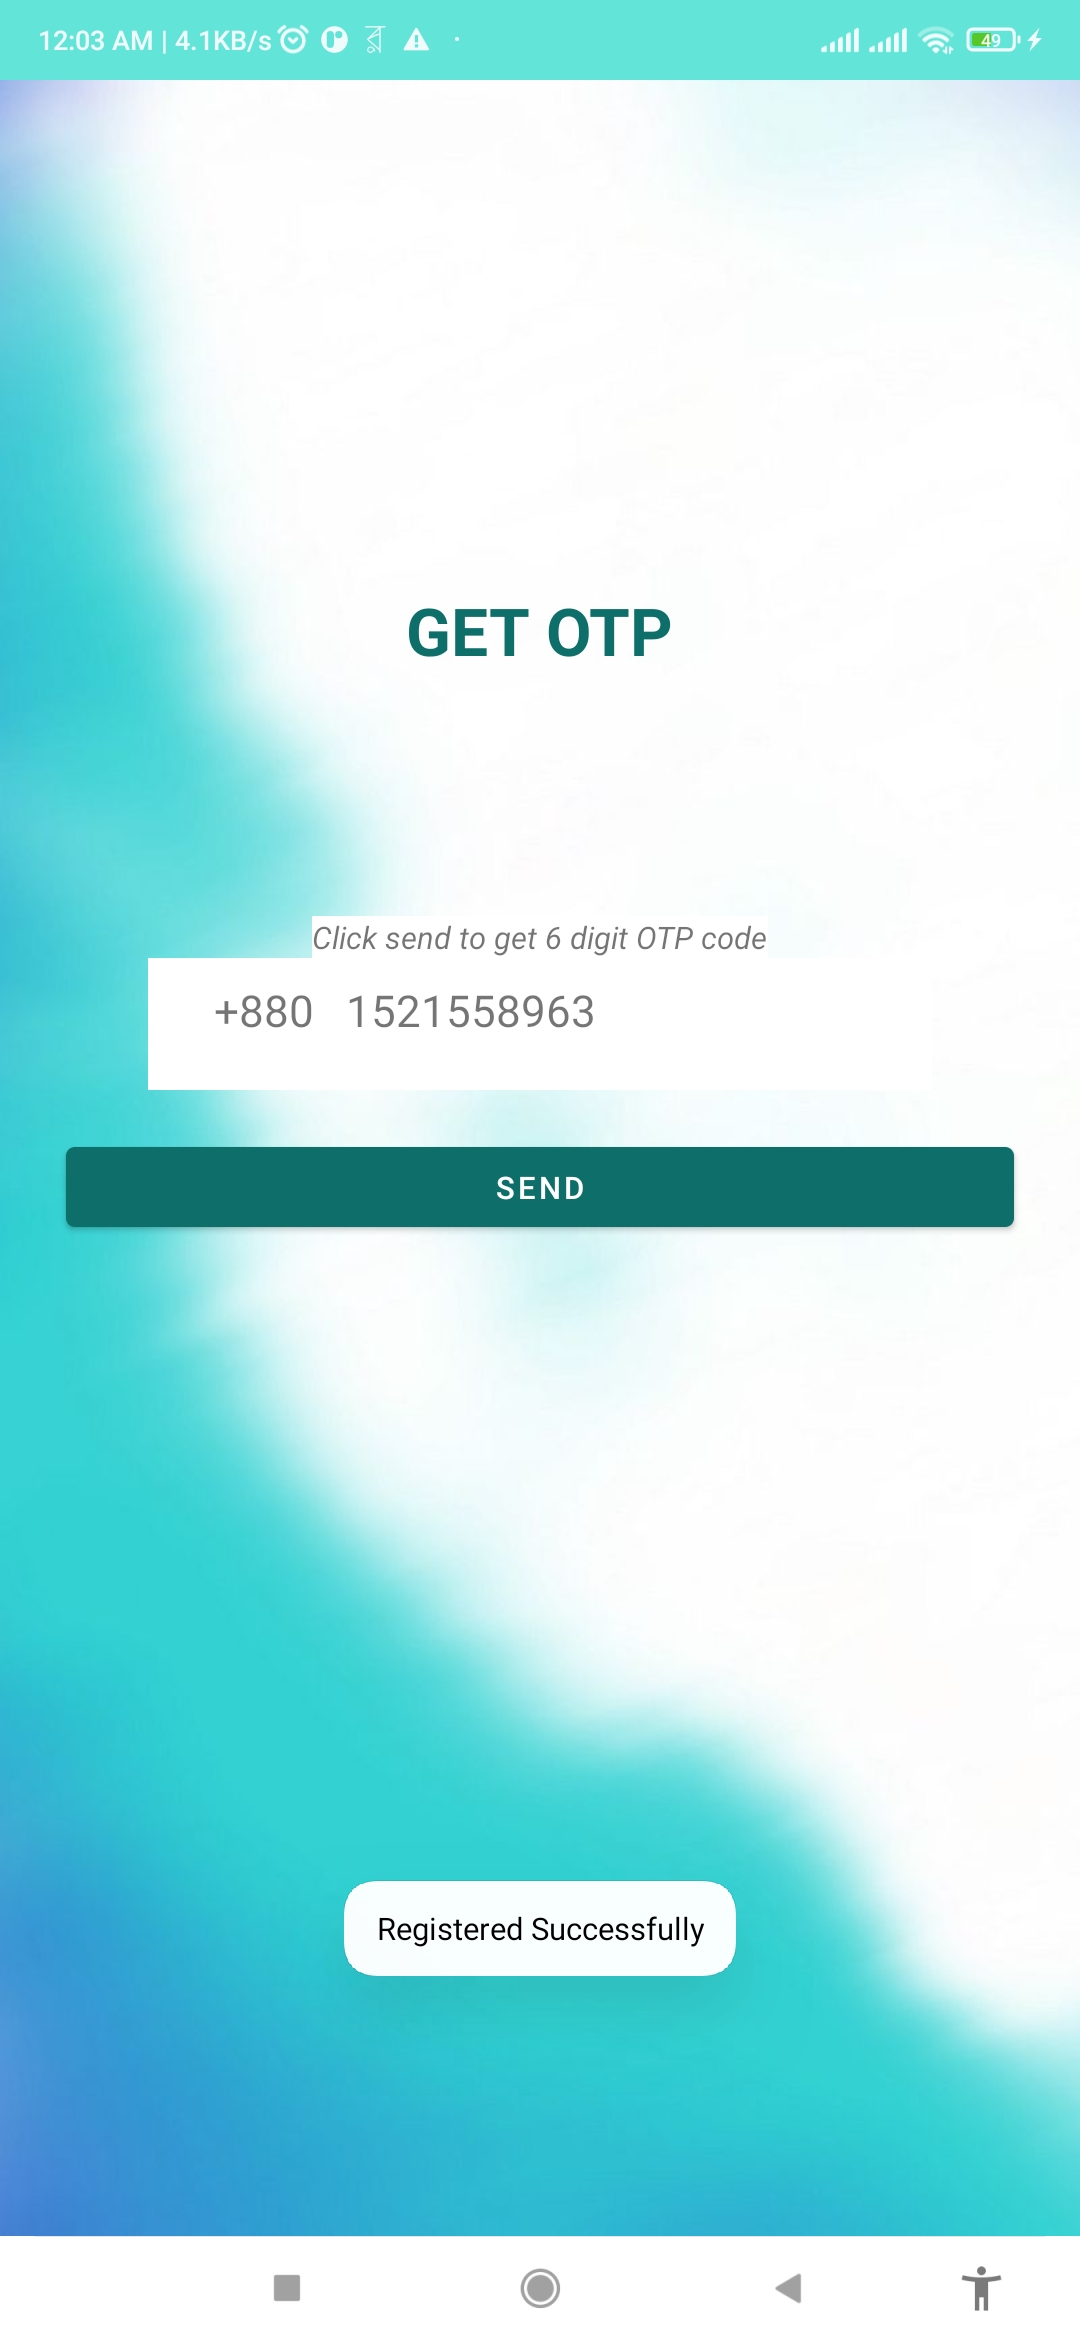 12:03 AM | 4.1KB/s
49
GET OTP
Click send to get 6 digit OTP code
+880 1521558963
SEND
Registered Successfully